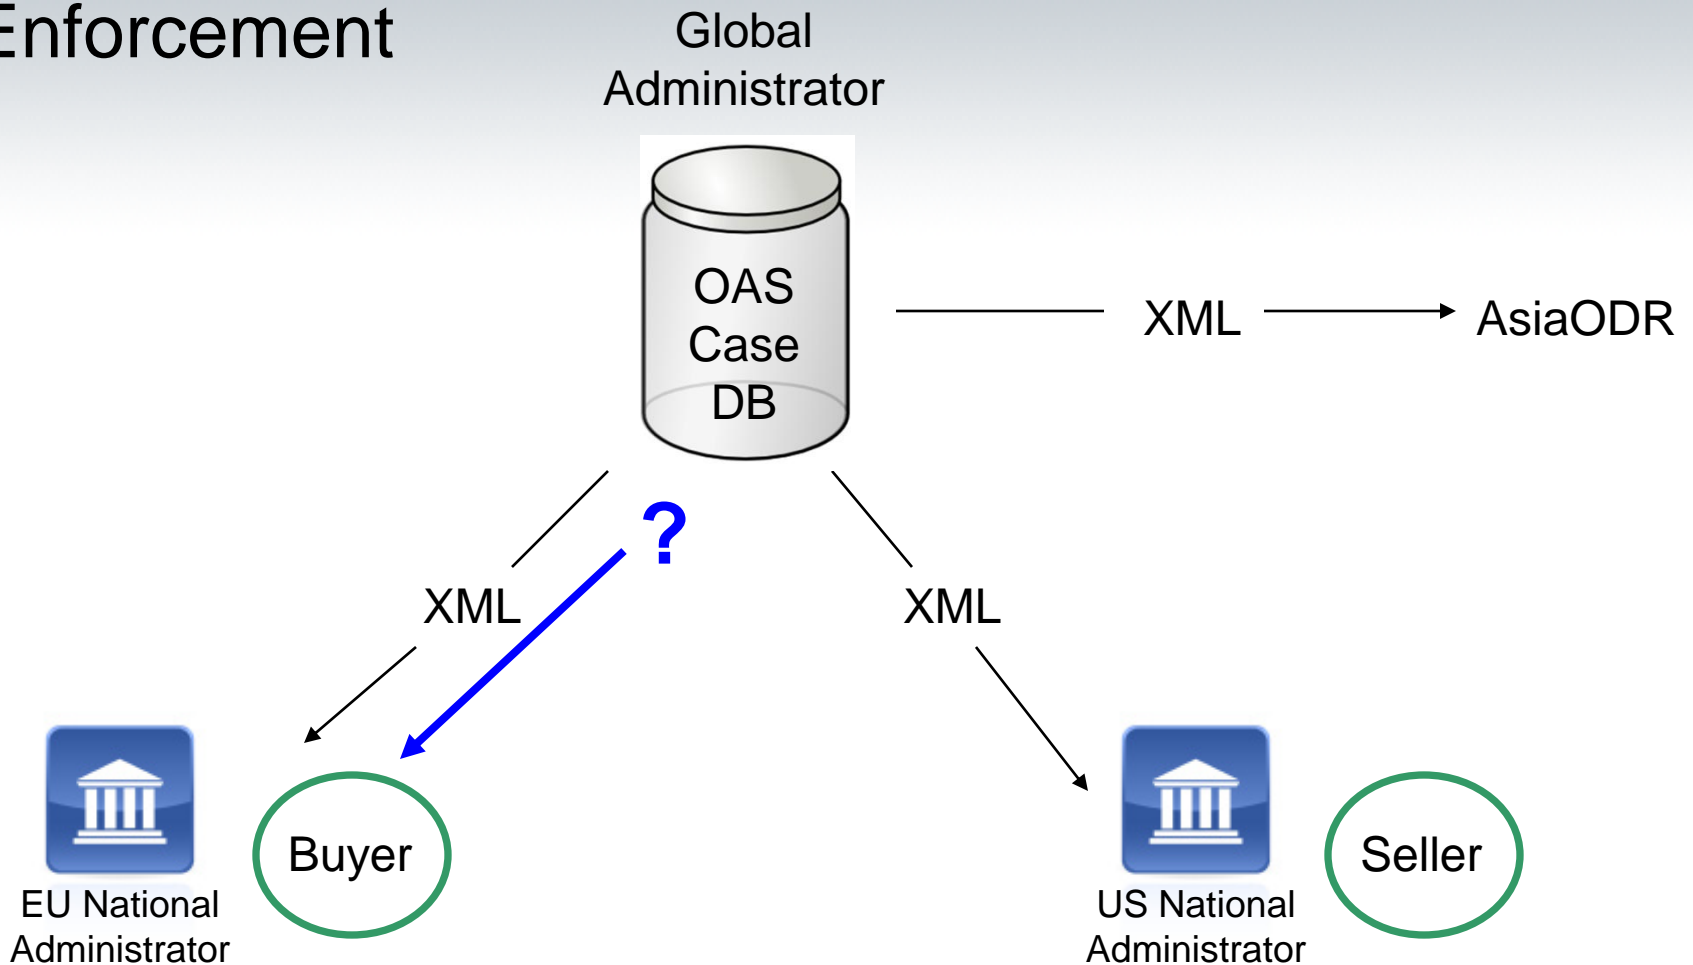 Enforcement
Global
Administrator
OAS
Case
DB
XML
AsiaODR
?
XML
XML
Buyer
Seller
EU National
Administrator
US National
Administrator